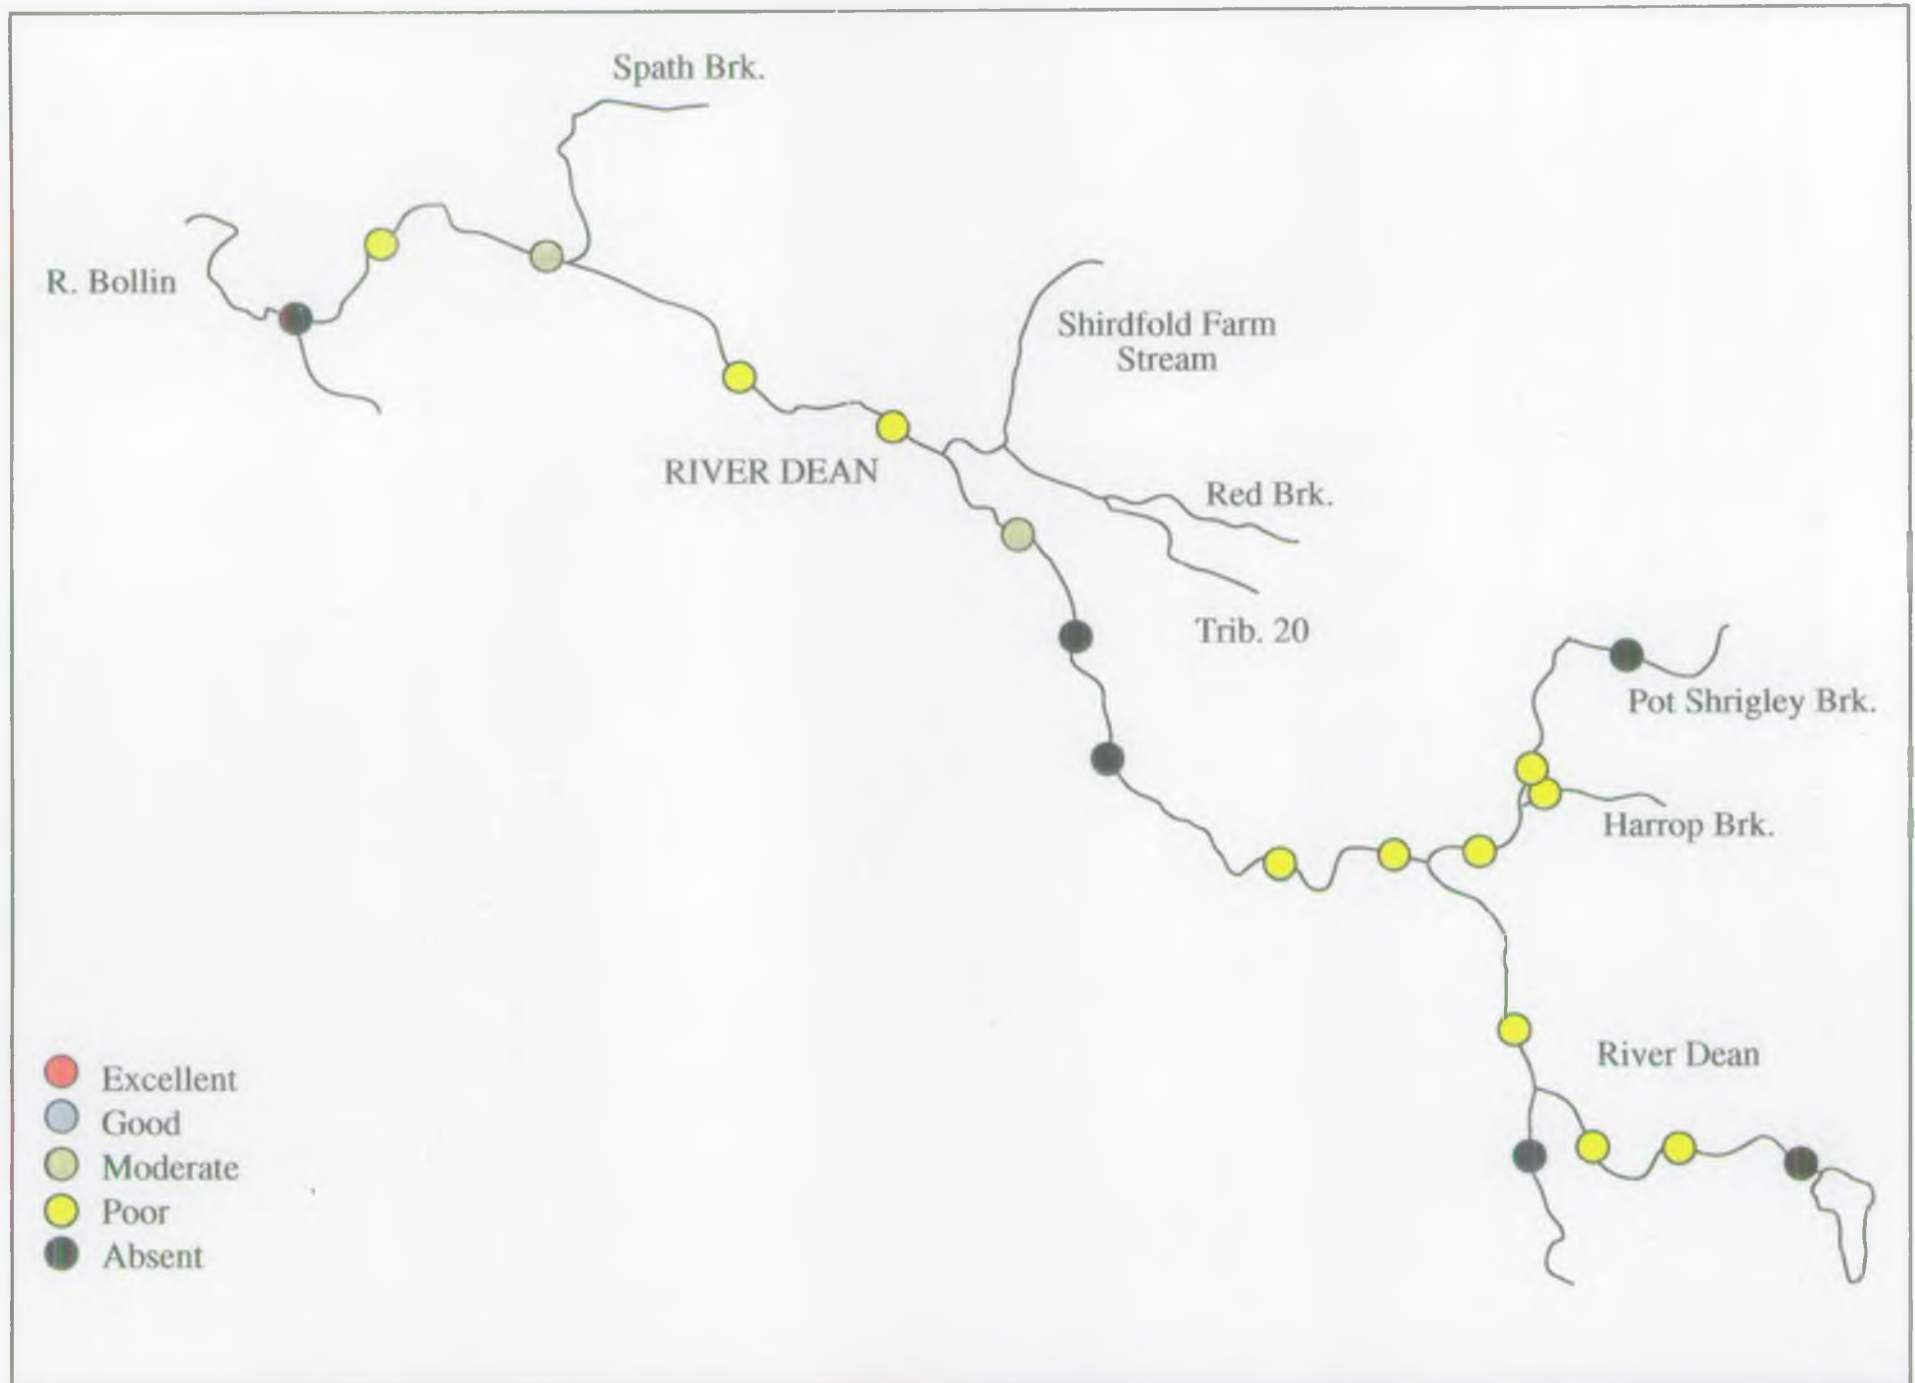 Spath Brk.
R. Bollin
Shirdfold Farm
Stream
RIVER DEAN
Red Brk.
Trib. 20
Pot Shrigley Brk.
Harrop Brk.
River Dean
Excellent
Good
Moderate
Poor
Absent